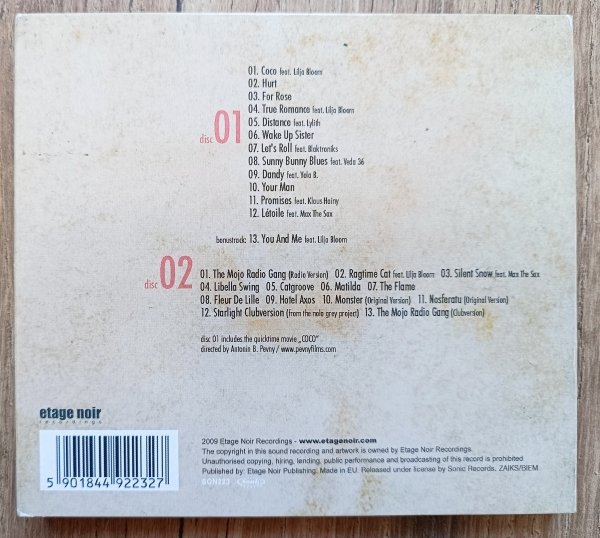 01. Coco feat. Lilja Bloom
02. Hurt
03. For Rose
04. True Romance feat. Lilja Bloom
05. Distance feat. Lylith
06. Wake Up Sister
07. Let's Roll feat. Blaktroniks
08. Sunny Bunny Blues feat. Veda 36
09. Dandy feat. Yola B.
10. Your Man
11. Promises feat. Klaus Hainy
12. Létoile feat. Max The Sax
disc 01
bonustrack: 13. You And Me feat. Lilja Bloom
disc 02
01. The Mojo Radio Gang (Radio Version) 02. Ragtime Cat feat. Lilja Bloom 03. Silent Snow feat. Max The Sax
04. Libella Swing 05. Catgroove 06. Matilda 07. The Flame
08. Fleur De Lille 09. Hotel Axos 10. Monster (Original Version) 11. Nosferatu (Original Version)
12. Starlight Clubversion (from the nola grey project) 13. The Mojo Radio Gang (Clubversion)
disc 01 includes the quicktime movie „COCO"
directed by Antonin B. Pevny / www.pevnyfilms.com
etage noir
recordings
2009 Etage Noir Recordings - www.etagenoir.com
The copyright in this sound recording and artwork is owned by Etage Noir Recordings.
Unauthorised copying, hiring, lending, public performance and broadcasting of this record is prohibited
Published by: Etage Noir Publishing. Made in EU. Released under license by Sonic Records. ZAIKS/BIEM
SON223
5 901844 922327